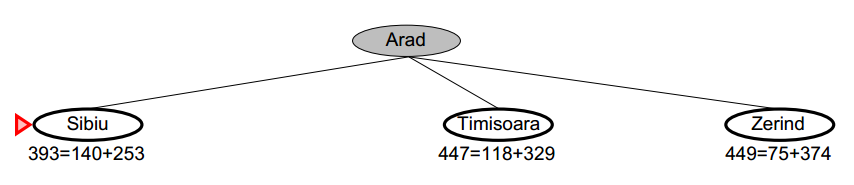 Arad
Sibiu Timisoara Zerind
393=140+253 447=118+329 449=75+374